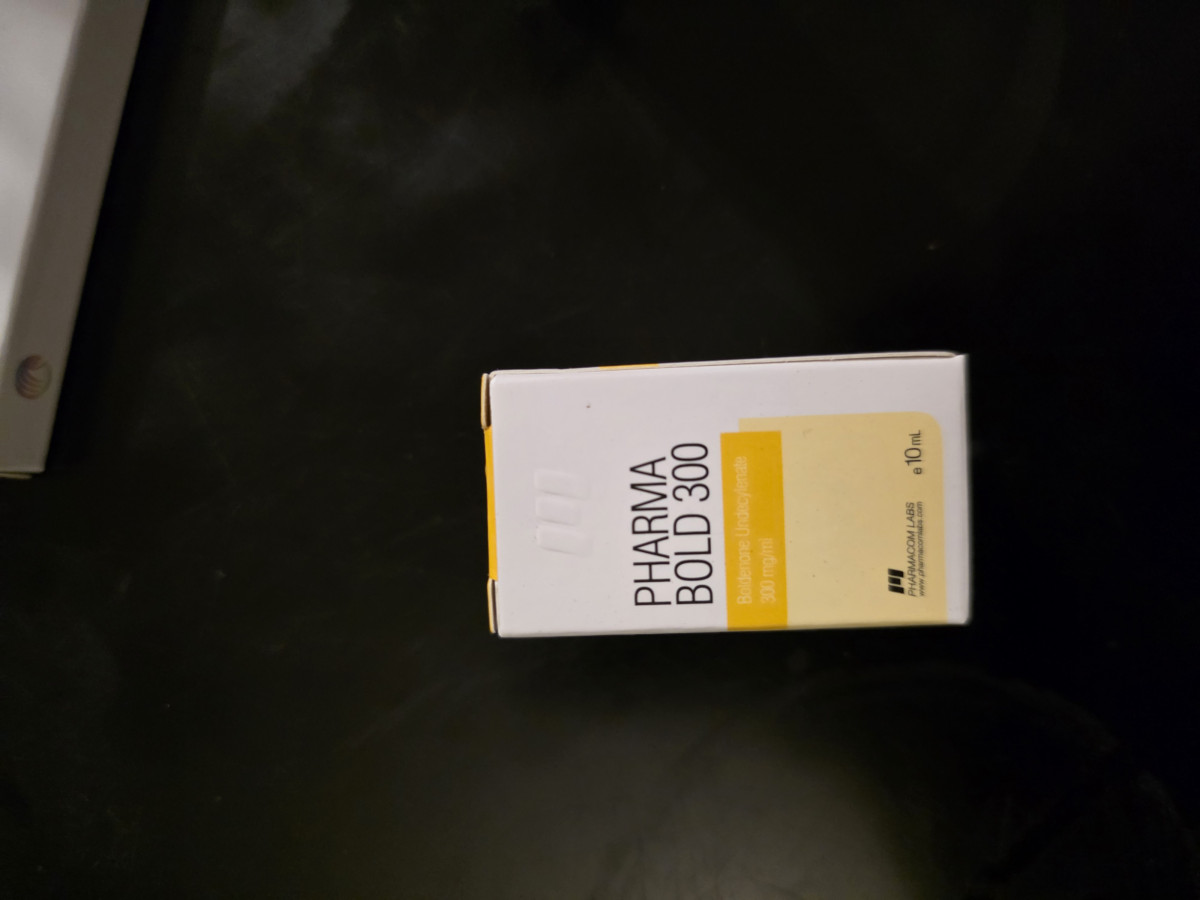 PHARMA
BOLD 300
Boldenone Undecylenate
300 mg/ml
PHARMACOM LABS
www.pharmacomlabs.com
e 10 mL